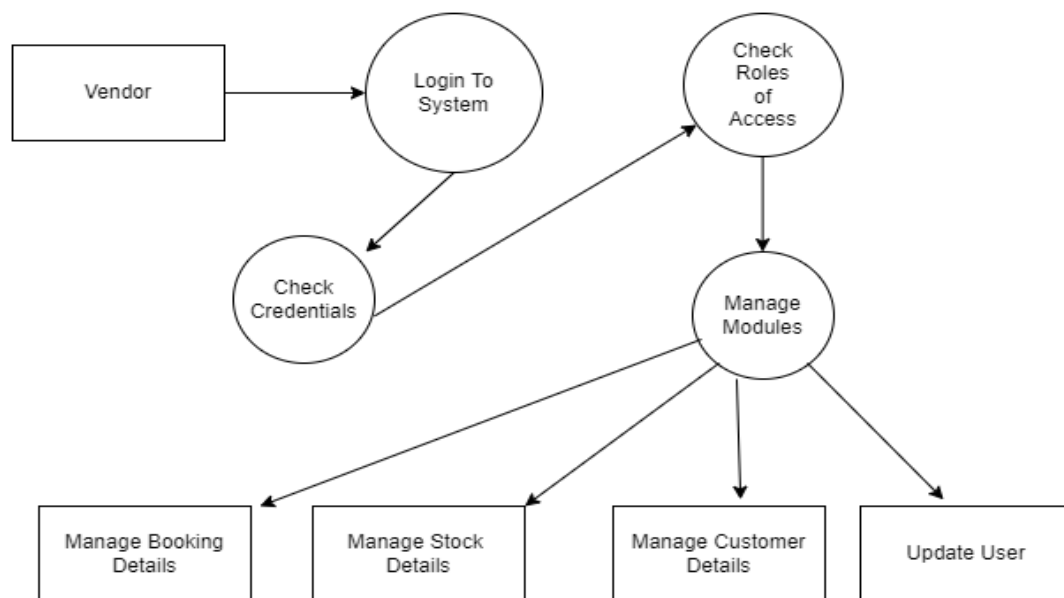 Vendor
Login To
System
Check
Roles
of
Access
Check
Credentials
Manage
Modules
Manage Booking
Details
Manage Stock
Details
Manage Customer
Details
Update User